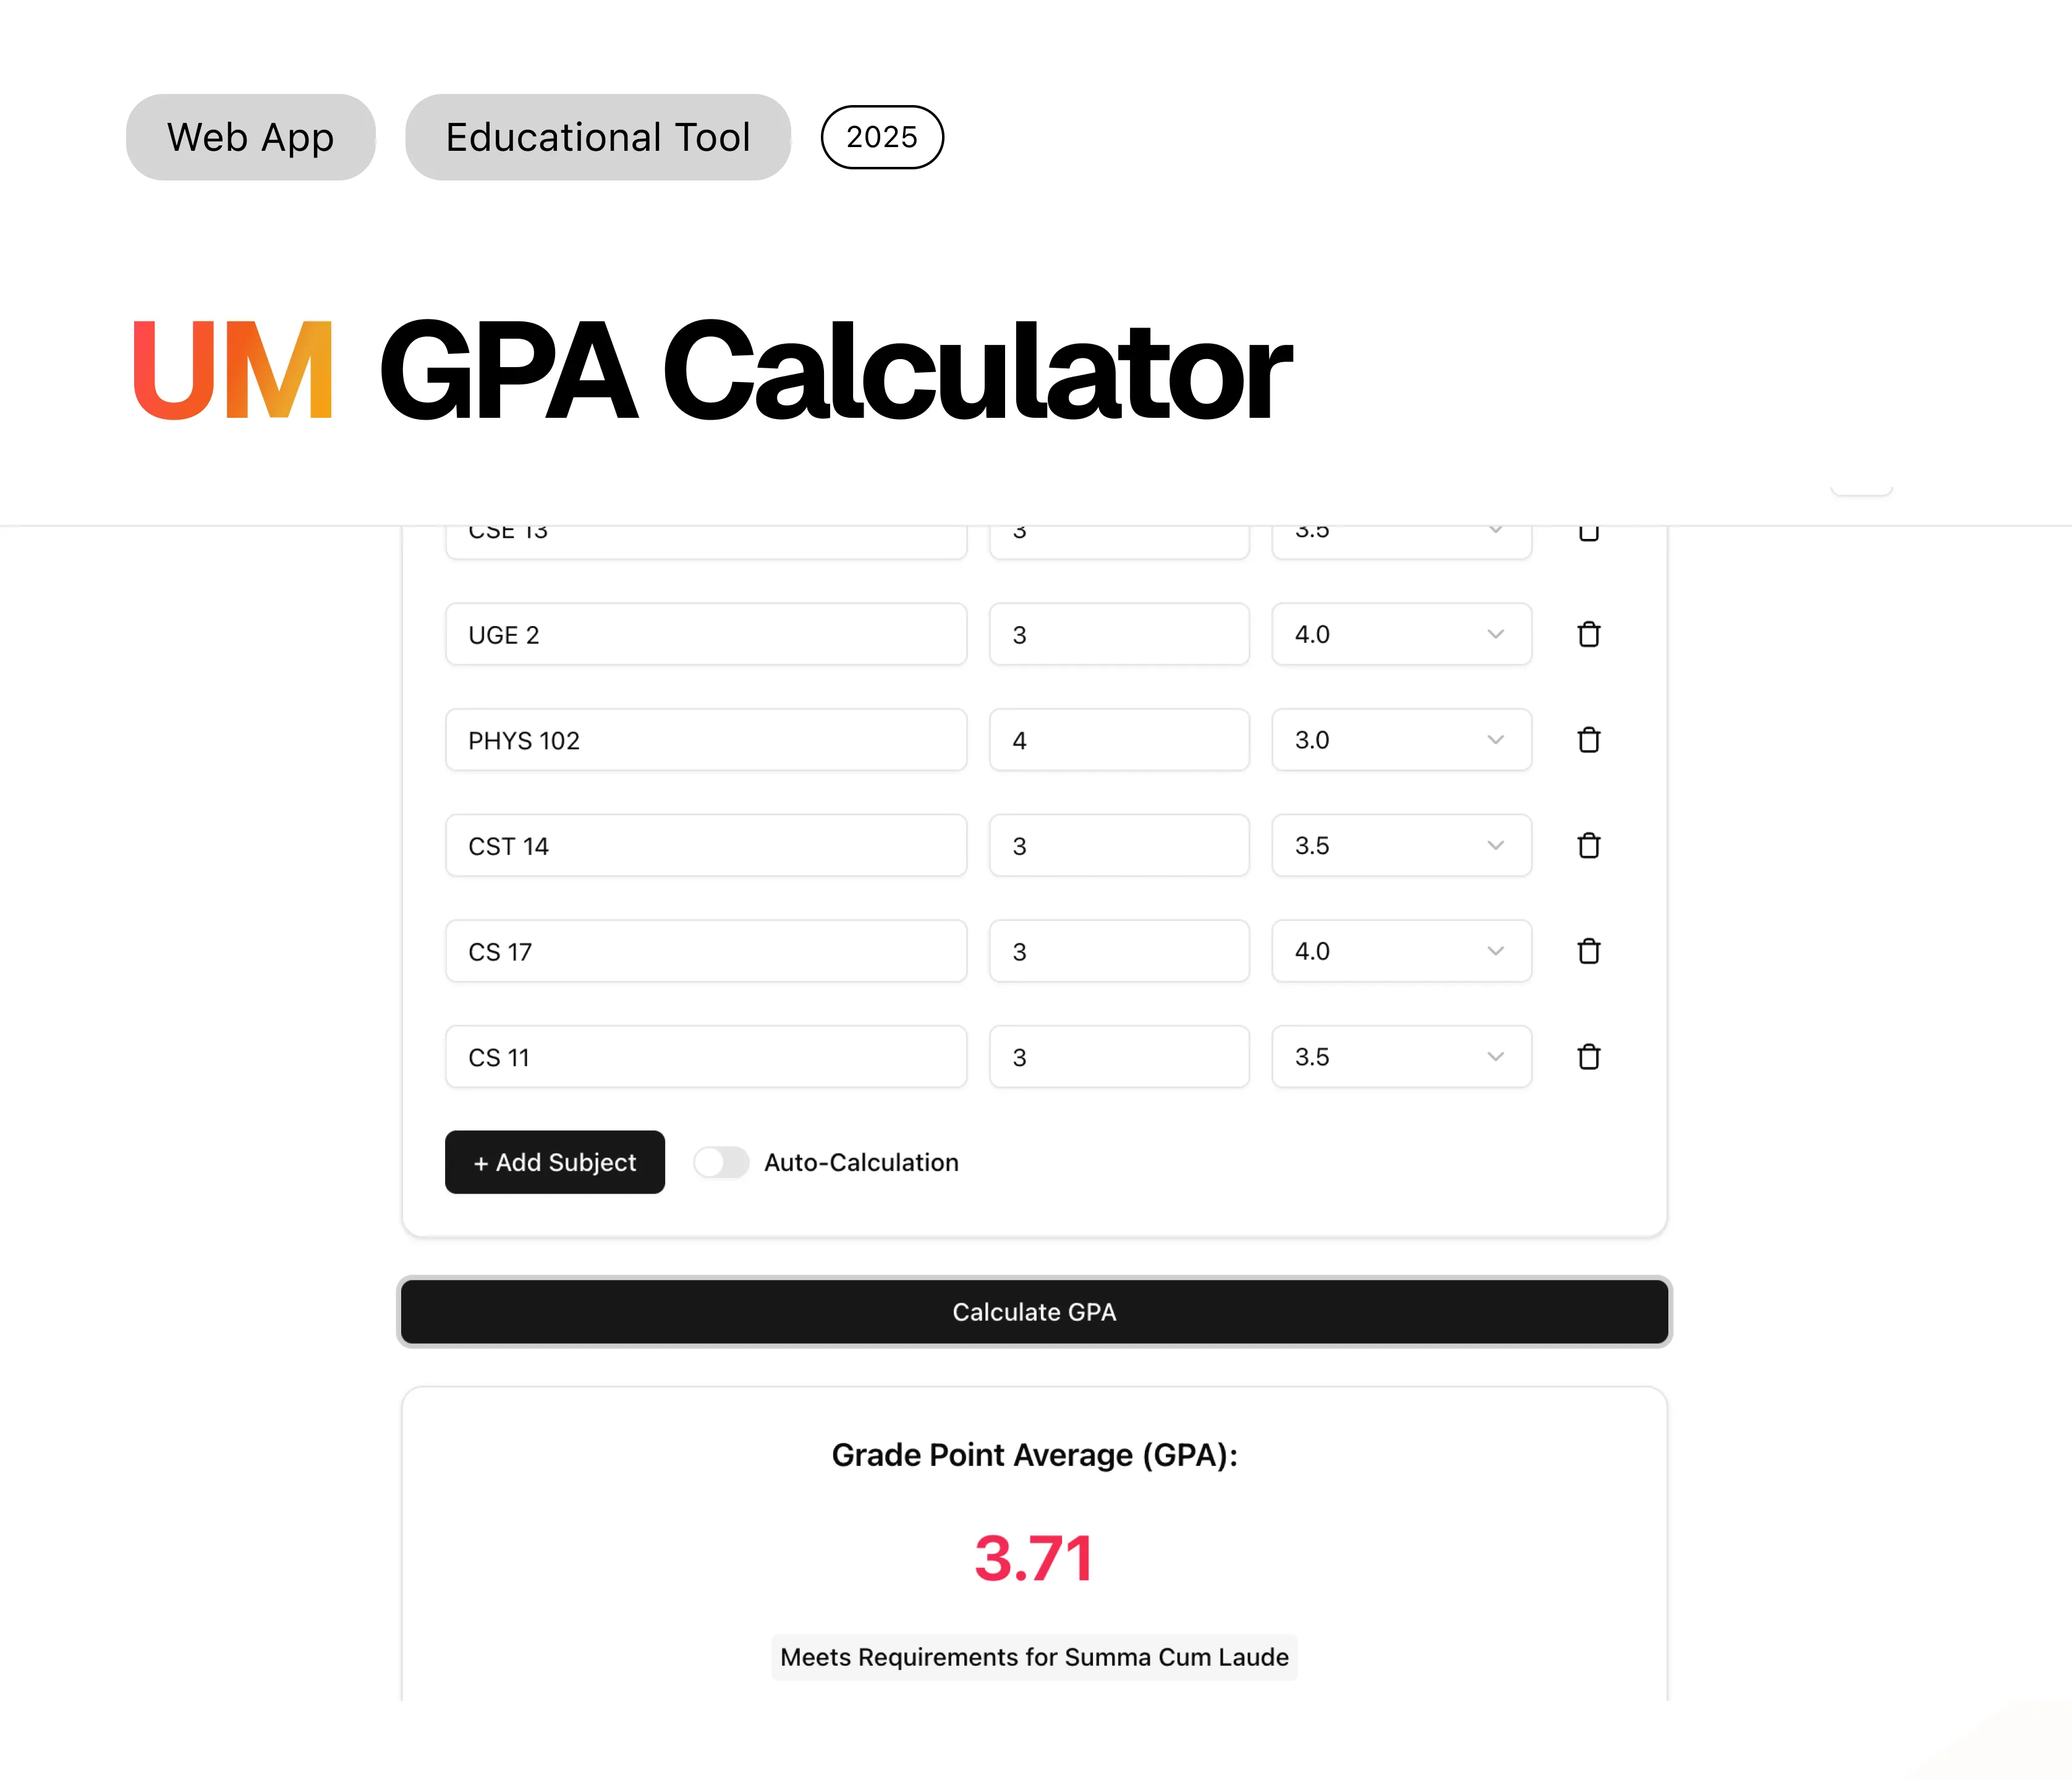 Web App Educational Tool 2025
UM GPA Calculator
CSE 13 3 3.5
UGE 2 3 4.0
PHYS 102 4 3.0
CST 14 3 3.5
CS 17 3 4.0
CS 11 3 3.5
+ Add Subject Auto-Calculation
Calculate GPA
Grade Point Average (GPA):
3.71
Meets Requirements for Summa Cum Laude